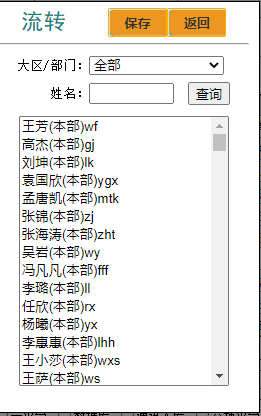 流转 保存 返回
大区/部门: 全部
姓名: 查询
王芳(本部)wf
高杰(本部)gj
刘坤(本部)lk
袁国欣(本部)ygx
孟唐凯(本部)mtk
张锦(本部)zj
张海涛(本部)zht
吴岩(本部)wy
冯凡凡(本部)fff
李璐(本部)ll
任欣(本部)rx
杨曦(本部)yx
李惠惠(本部)lhh
王小莎(本部)wxs
王萨(本部)ws